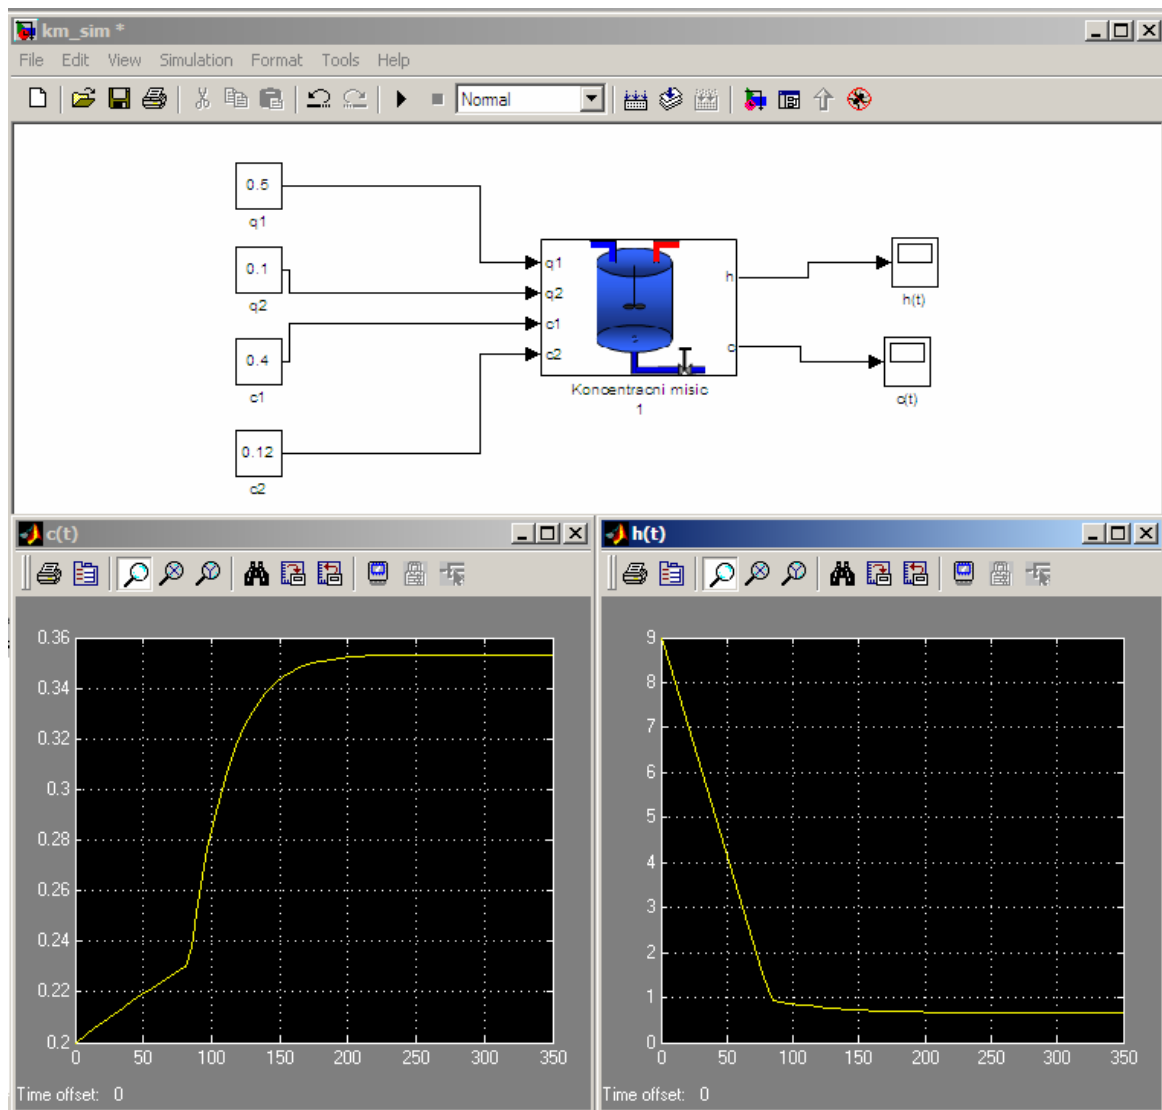 km_sim *
File Edit View Simulation Format Tools Help
Normal
0.5
q1
0.1
q2
0.4
c1
0.12
c2
q1
q2
c1
c2
h
c
Koncentracni misic
1
h(t)
c(t)
c(t)
0.36
0.34
0.32
0.3
0.28
0.26
0.24
0.22
0.2
0 50 100 150 200 250 300 350
Time offset: 0
h(t)
9
8
7
6
5
4
3
2
1
0
0 50 100 150 200 250 300 350
Time offset: 0